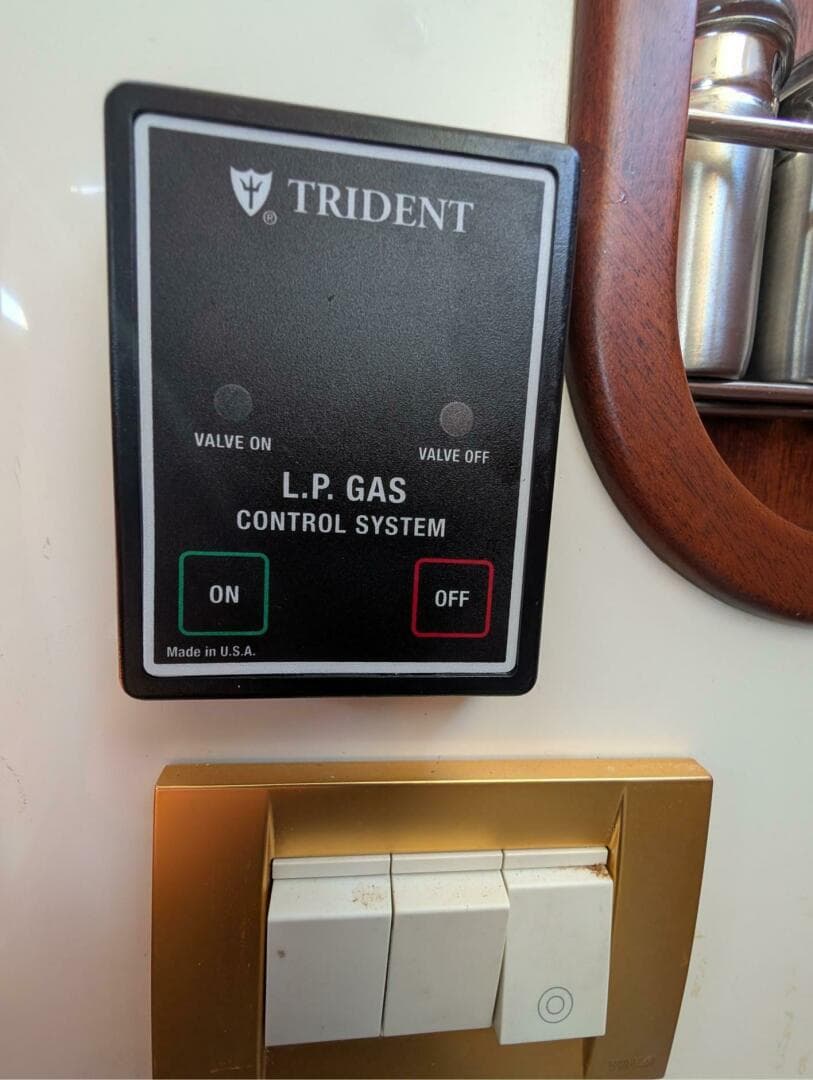 ® TRIDENT
VALVE ON
VALVE OFF
L.P. GAS
CONTROL SYSTEM
ON
OFF
Made in U.S.A.